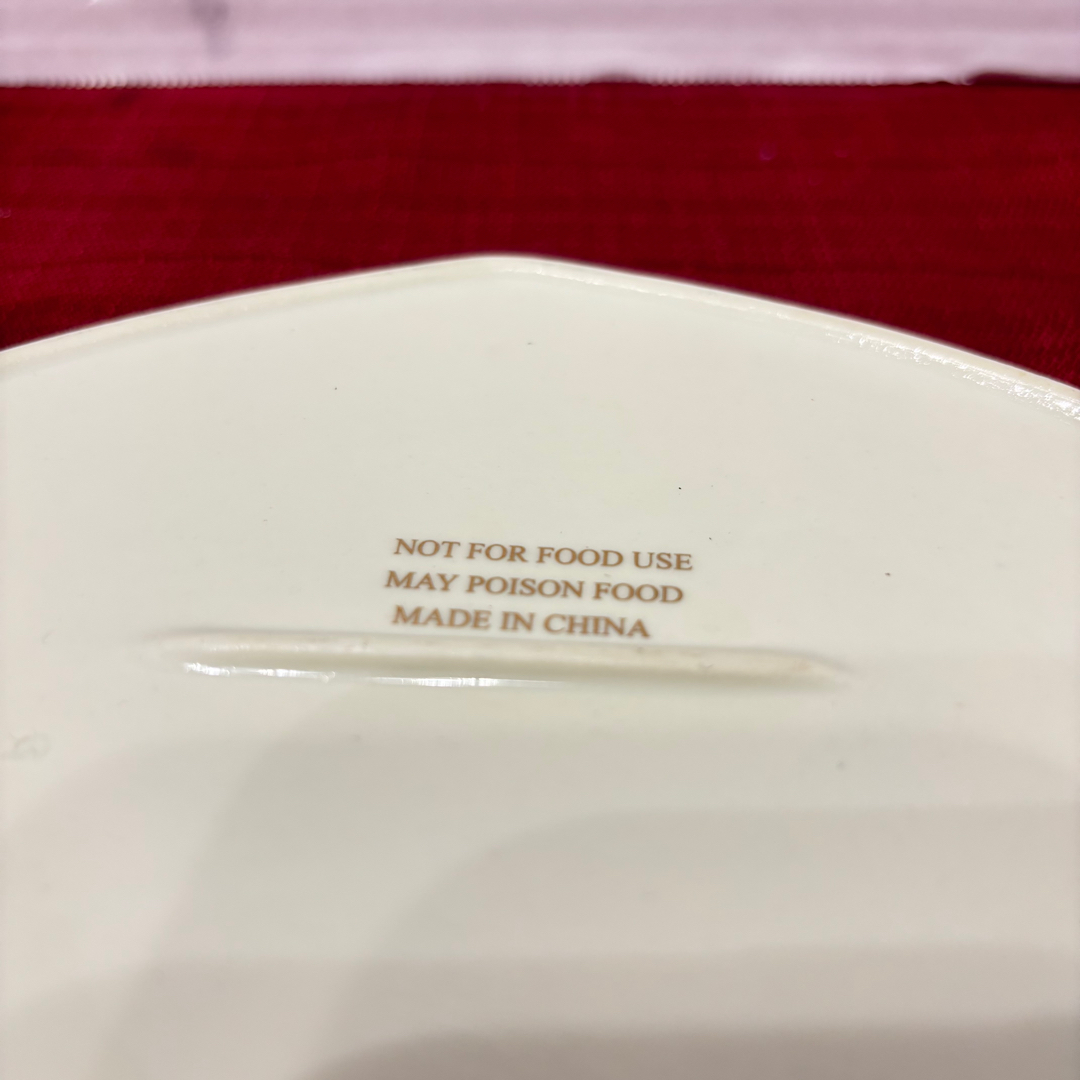 NOT FOR FOOD USE
MAY POISON FOOD
MADE IN CHINA